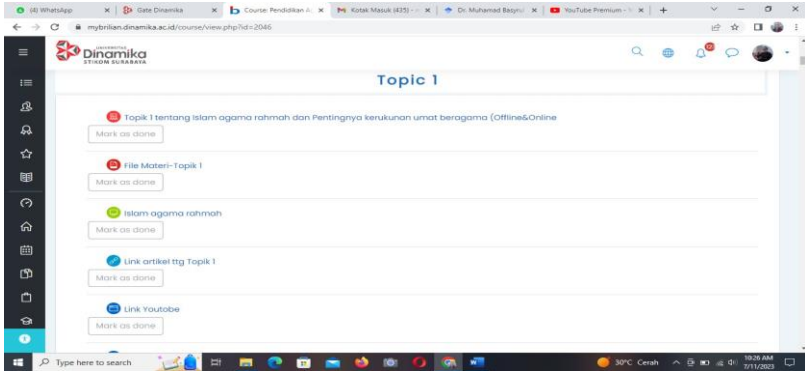 (4) WhatsApp
Gate Dinamika
Course: Pendidikan A
Kotak Masuk (435) -
Dr. Muhamad Basyrul
YouTube Premium -
mybrilian.dinamika.ac.id/course/view.php?id=2046
UNIVERSITAS
Dinamika
STIKOM SURABAYA
Topic 1
Topik 1 tentang Islam agama rahmah dan Pentingnya kerukunan umat beragama (Offline&Online
Mark as done
File Materi-Topik 1
Mark as done
Islam agama rahmah
Mark as done
Link artikel ttg Topik 1
Mark as done
Link Youtobe
Mark as done
Type here to search
30°C Cerah
10:26 AM
7/11/2023